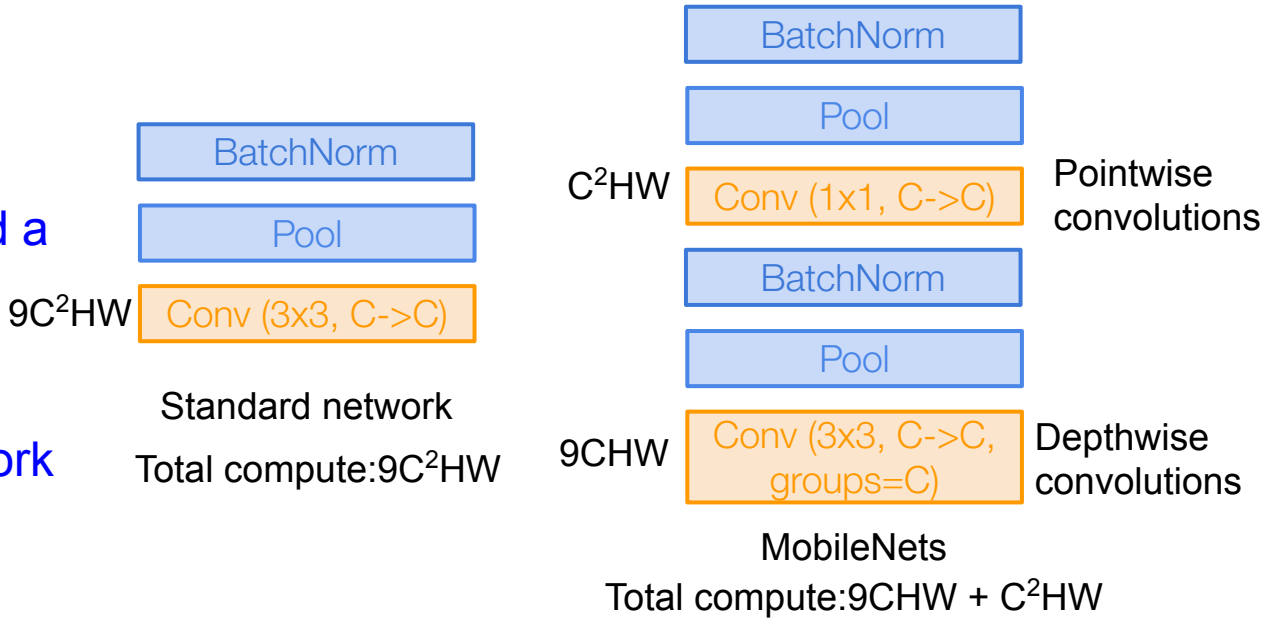 d a
ork
BatchNorm
Pool
9C²HW
Conv (3x3, C->C)
Standard network
Total compute:9C²HW
BatchNorm
Pool
C²HW
Conv (1x1, C->C)
Pointwise
convolutions
BatchNorm
Pool
9CHW
Conv (3x3, C->C,
groups=C)
Depthwise
convolutions
MobileNets
Total compute:9CHW + C²HW